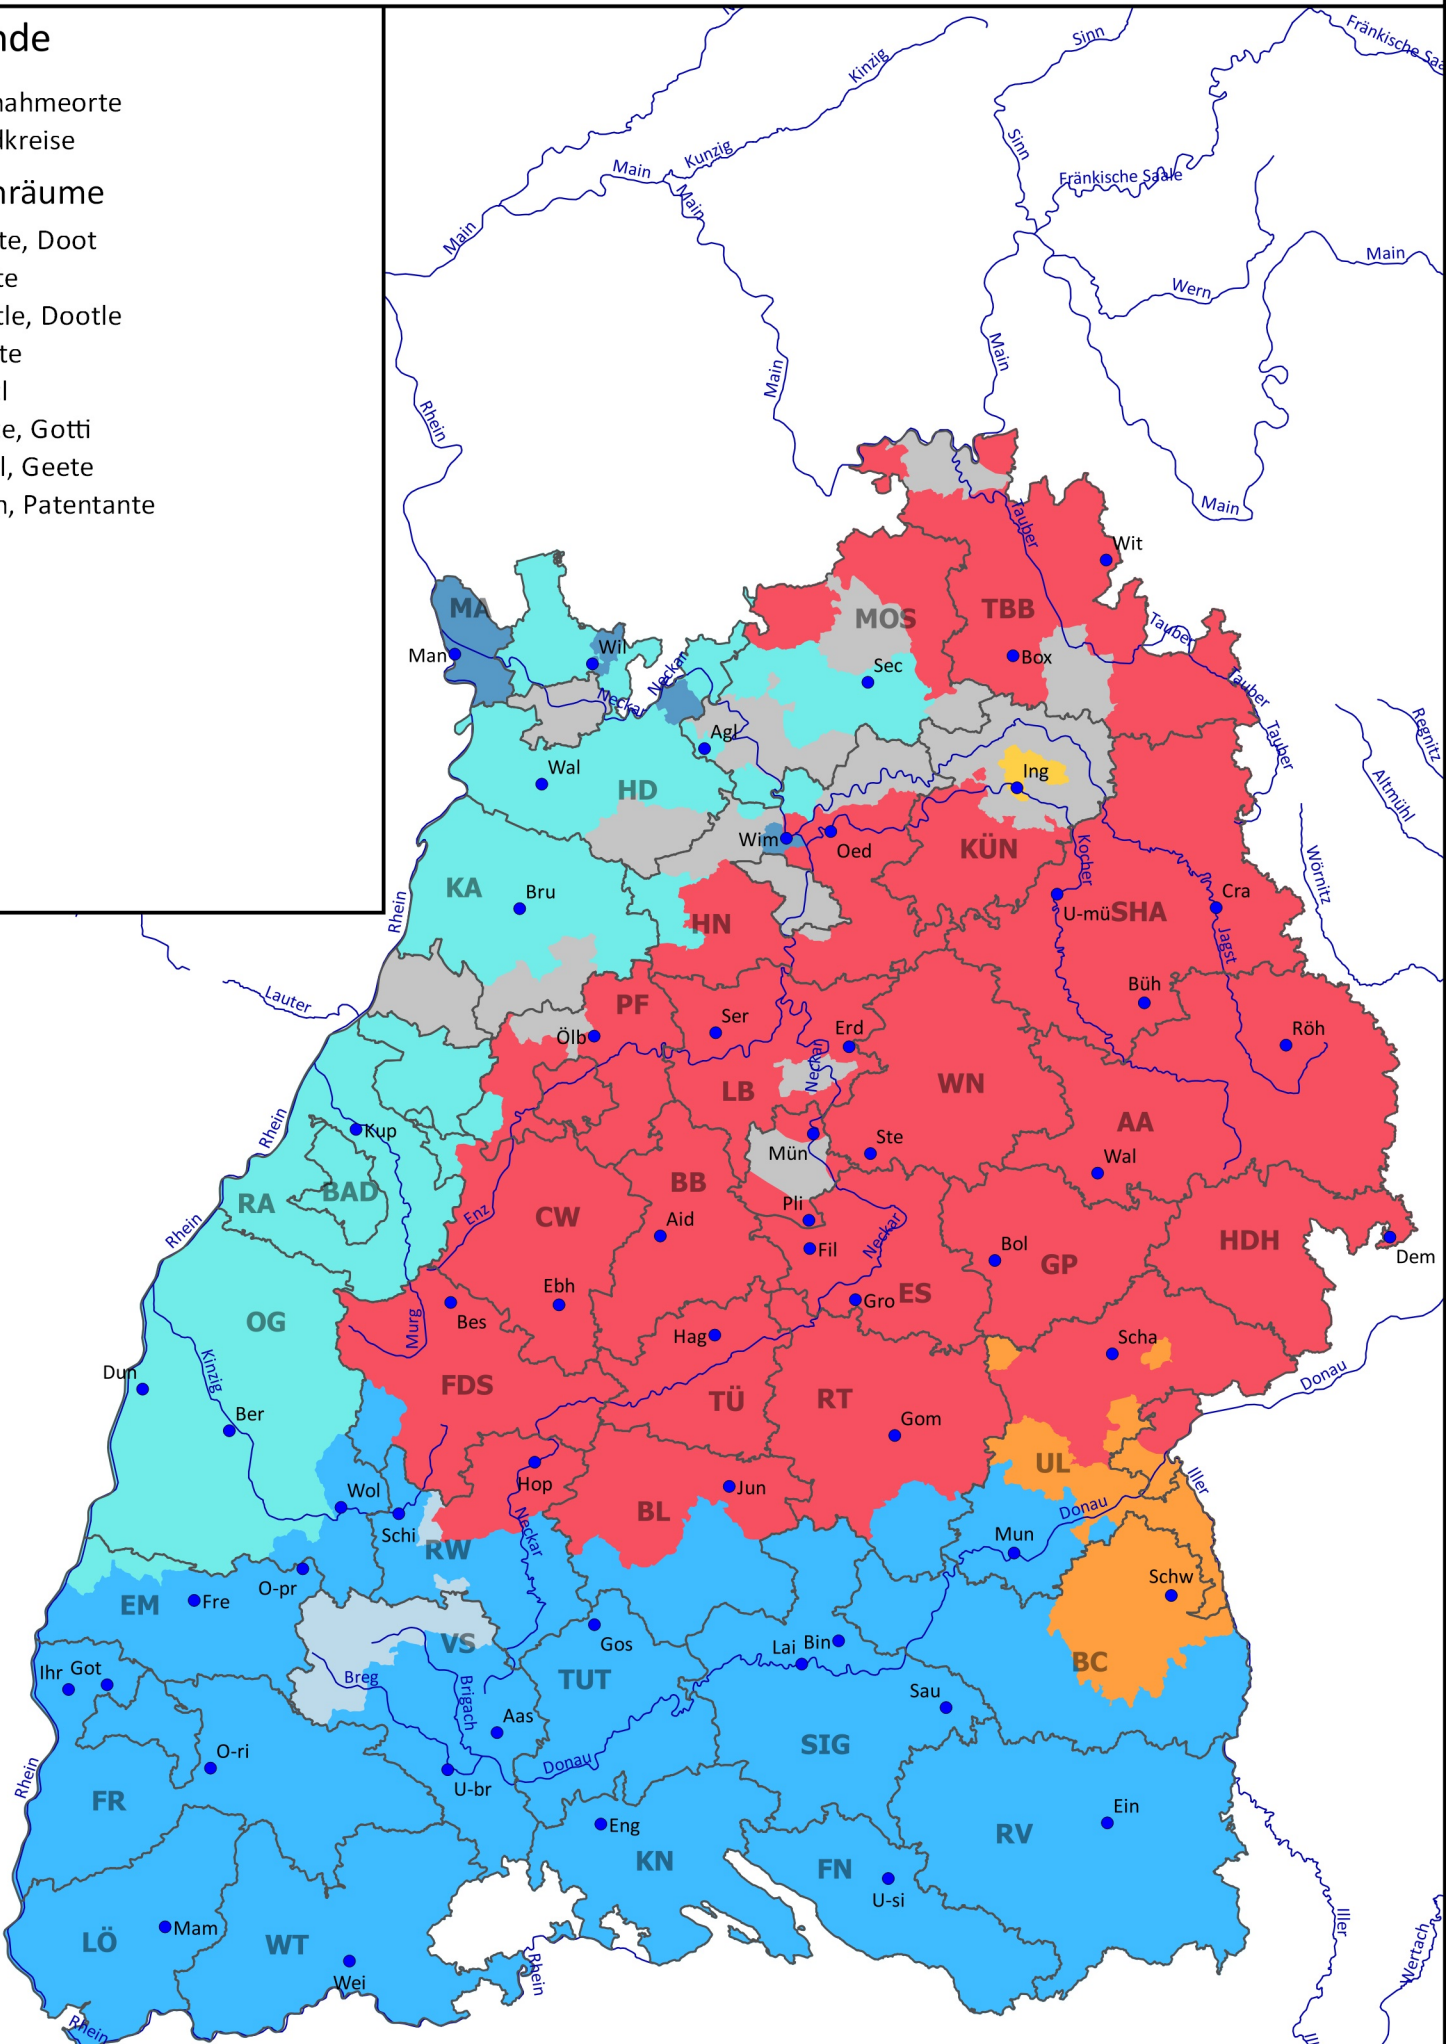 nde
nahmeorte
dkreise
nräume
te, Doot
te
tle, Dootle
te
l
e, Gotti
l, Geete
n, Patentante
Kinzig
Sinn
Fränkische Saa
Kunzig
Main
Sinn
Main
Fränkische Saale
Main
Main
Wern
Main
Main
Rhein
Main
Tauber
Wit
MA
MOS
TBB
Tauber
Man
Wil
Neckar
Sec
Box
Neckar
Tauber
Agl
Tauber
Regnitz
Wal
HD
Ing
Altmühl
Wim
Oed
KÜN
Kocher
Wörnitz
KA
Bru
Rhein
HN
U-mü
SHA
Cra
Jagst
Lauter
PF
Büh
Ölb
Ser
Erd
Röh
Neckar
LB
WN
Rhein
Kup
AA
Mün
Ste
Wal
RA
BAD
BB
Pli
Rhein
Enz
CW
Aid
Fil
Neckar
Bol
GP
HDH
Dem
Ebh
OG
Murg
Bes
Gro
ES
Hag
Scha
Dun
Kinzig
FDS
TÜ
RT
Donau
Ber
Gom
UL
Hop
Jun
Wol
BL
Donau
Iller
Schi
Neckar
Mun
RW
O-pr
Schw
EM
Fre
VS
Gos
Lai
Bin
BC
Ihr
Got
Breg
TUT
Brigach
Sau
Aas
O-ri
SIG
Rhein
Donau
U-br
FR
Eng
Ein
RV
KN
FN
U-si
Mam
LÖ
WT
Iller
Wertach
Wei
Rhein
Rhein